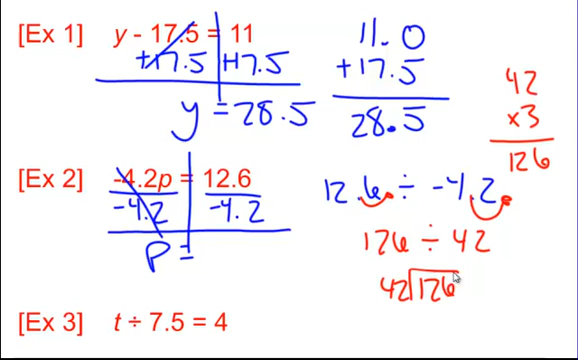 [Ex 1] y - 17.5 = 11
+17.5 +17.5
y = 28.5
11.0
+17.5
28.5
42
x3
126
[Ex 2] -4.2p = 12.6
-4.2 -4.2
p =
12.6. ÷ -4.2.
126 ÷ 42
42)126
[Ex 3] t ÷ 7.5 = 4